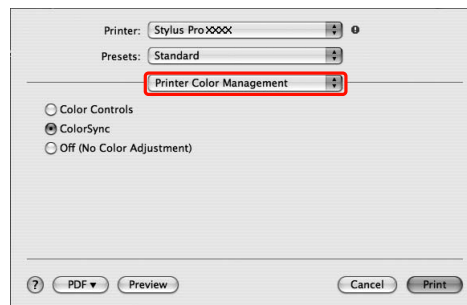 Printer: Stylus Pro XXXX
Presets: Standard
Printer Color Management
Color Controls
ColorSync
Off (No Color Adjustment)
? PDF▼ Preview Cancel Print